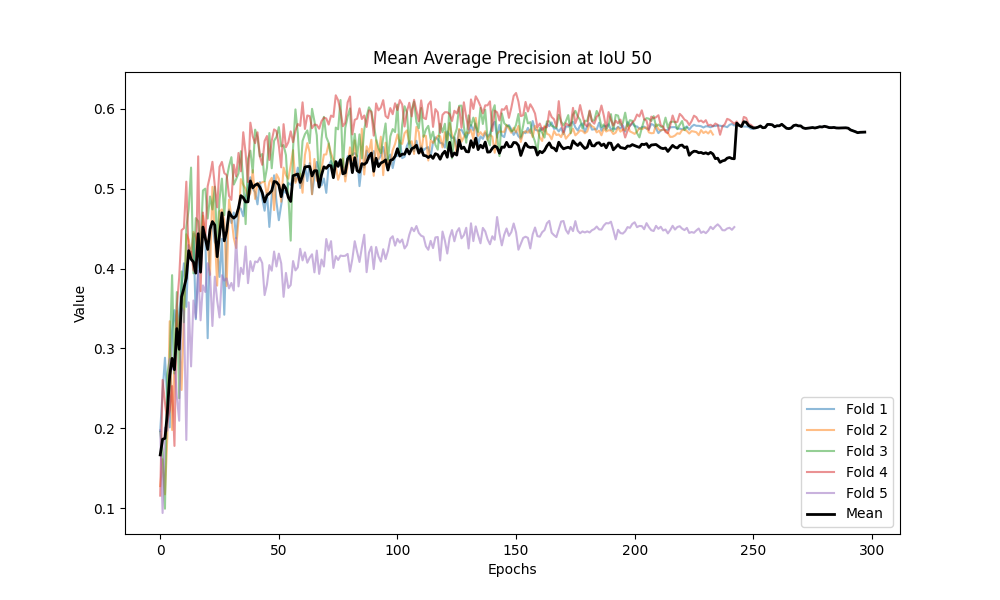 Mean Average Precision at IoU 50
Value
0.6
0.5
0.4
0.3
0.2
0.1
0 50 100 150 200 250 300
Epochs
Fold 1
Fold 2
Fold 3
Fold 4
Fold 5
Mean